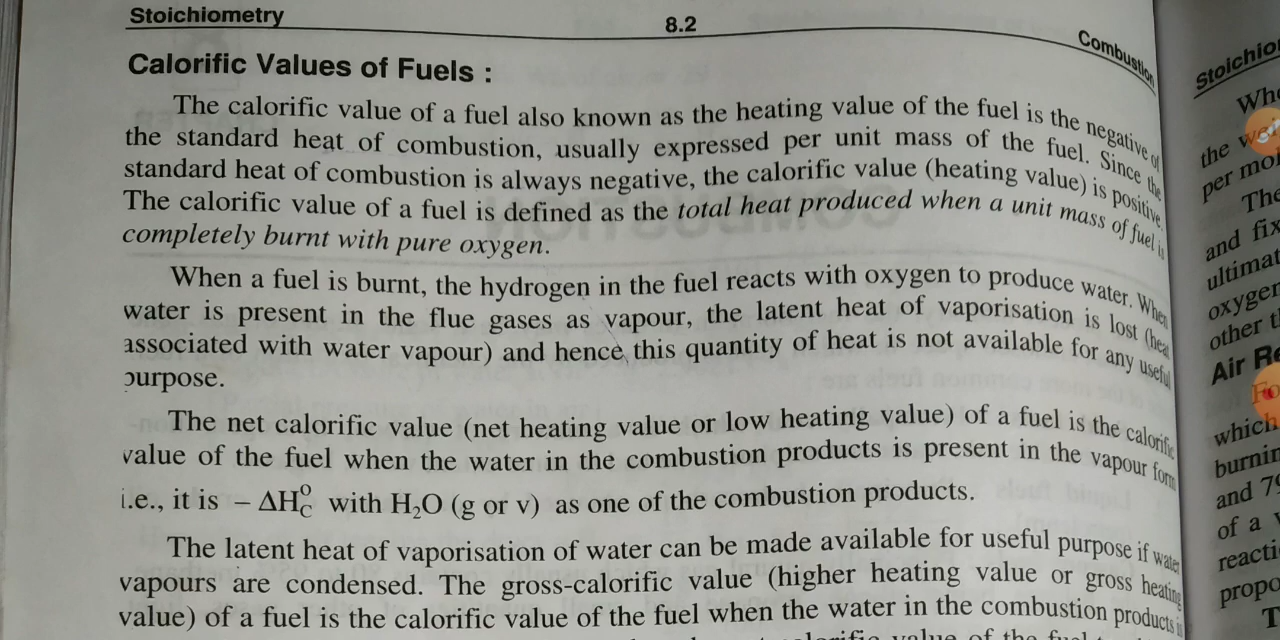 Stoichiometry 8.2 Combustion
Calorific Values of Fuels :
The calorific value of a fuel also known as the heating value of the fuel is the negative of
the standard heat of combustion, usually expressed per unit mass of the fuel. Since the
standard heat of combustion is always negative, the calorific value (heating value) is positive.
The calorific value of a fuel is defined as the total heat produced when a unit mass of fuel is
completely burnt with pure oxygen.
When a fuel is burnt, the hydrogen in the fuel reacts with oxygen to produce water. When
water is present in the flue gases as vapour, the latent heat of vaporisation is lost (heat
associated with water vapour) and hence this quantity of heat is not available for any useful
purpose.
The net calorific value (net heating value or low heating value) of a fuel is the calorific
value of the fuel when the water in the combustion products is present in the vapour form
i.e., it is – ΔH°C with H₂O (g or v) as one of the combustion products.
The latent heat of vaporisation of water can be made available for useful purpose if water
vapours are condensed. The gross-calorific value (higher heating value or gross heating
value) of a fuel is the calorific value of the fuel when the water in the combustion products
value of the
Stoichio
Whe
the
per mo
The
and fix
ultimat
oxygen
other t
Air Re
Fo
which
burnin
and 79
of a
reacti
propo
T